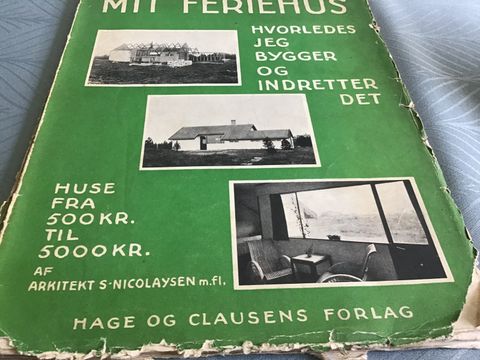 MIT FERIEHUS
HVORLEDES
JEG
BYGGER
OG
INDRETTER
DET
HUSE
FRA
500 KR.
TIL
5000 KR.
AF
ARKITEKT S-NICOLAYSEN m.fl.
HAGE OG CLAUSENS FORLAG